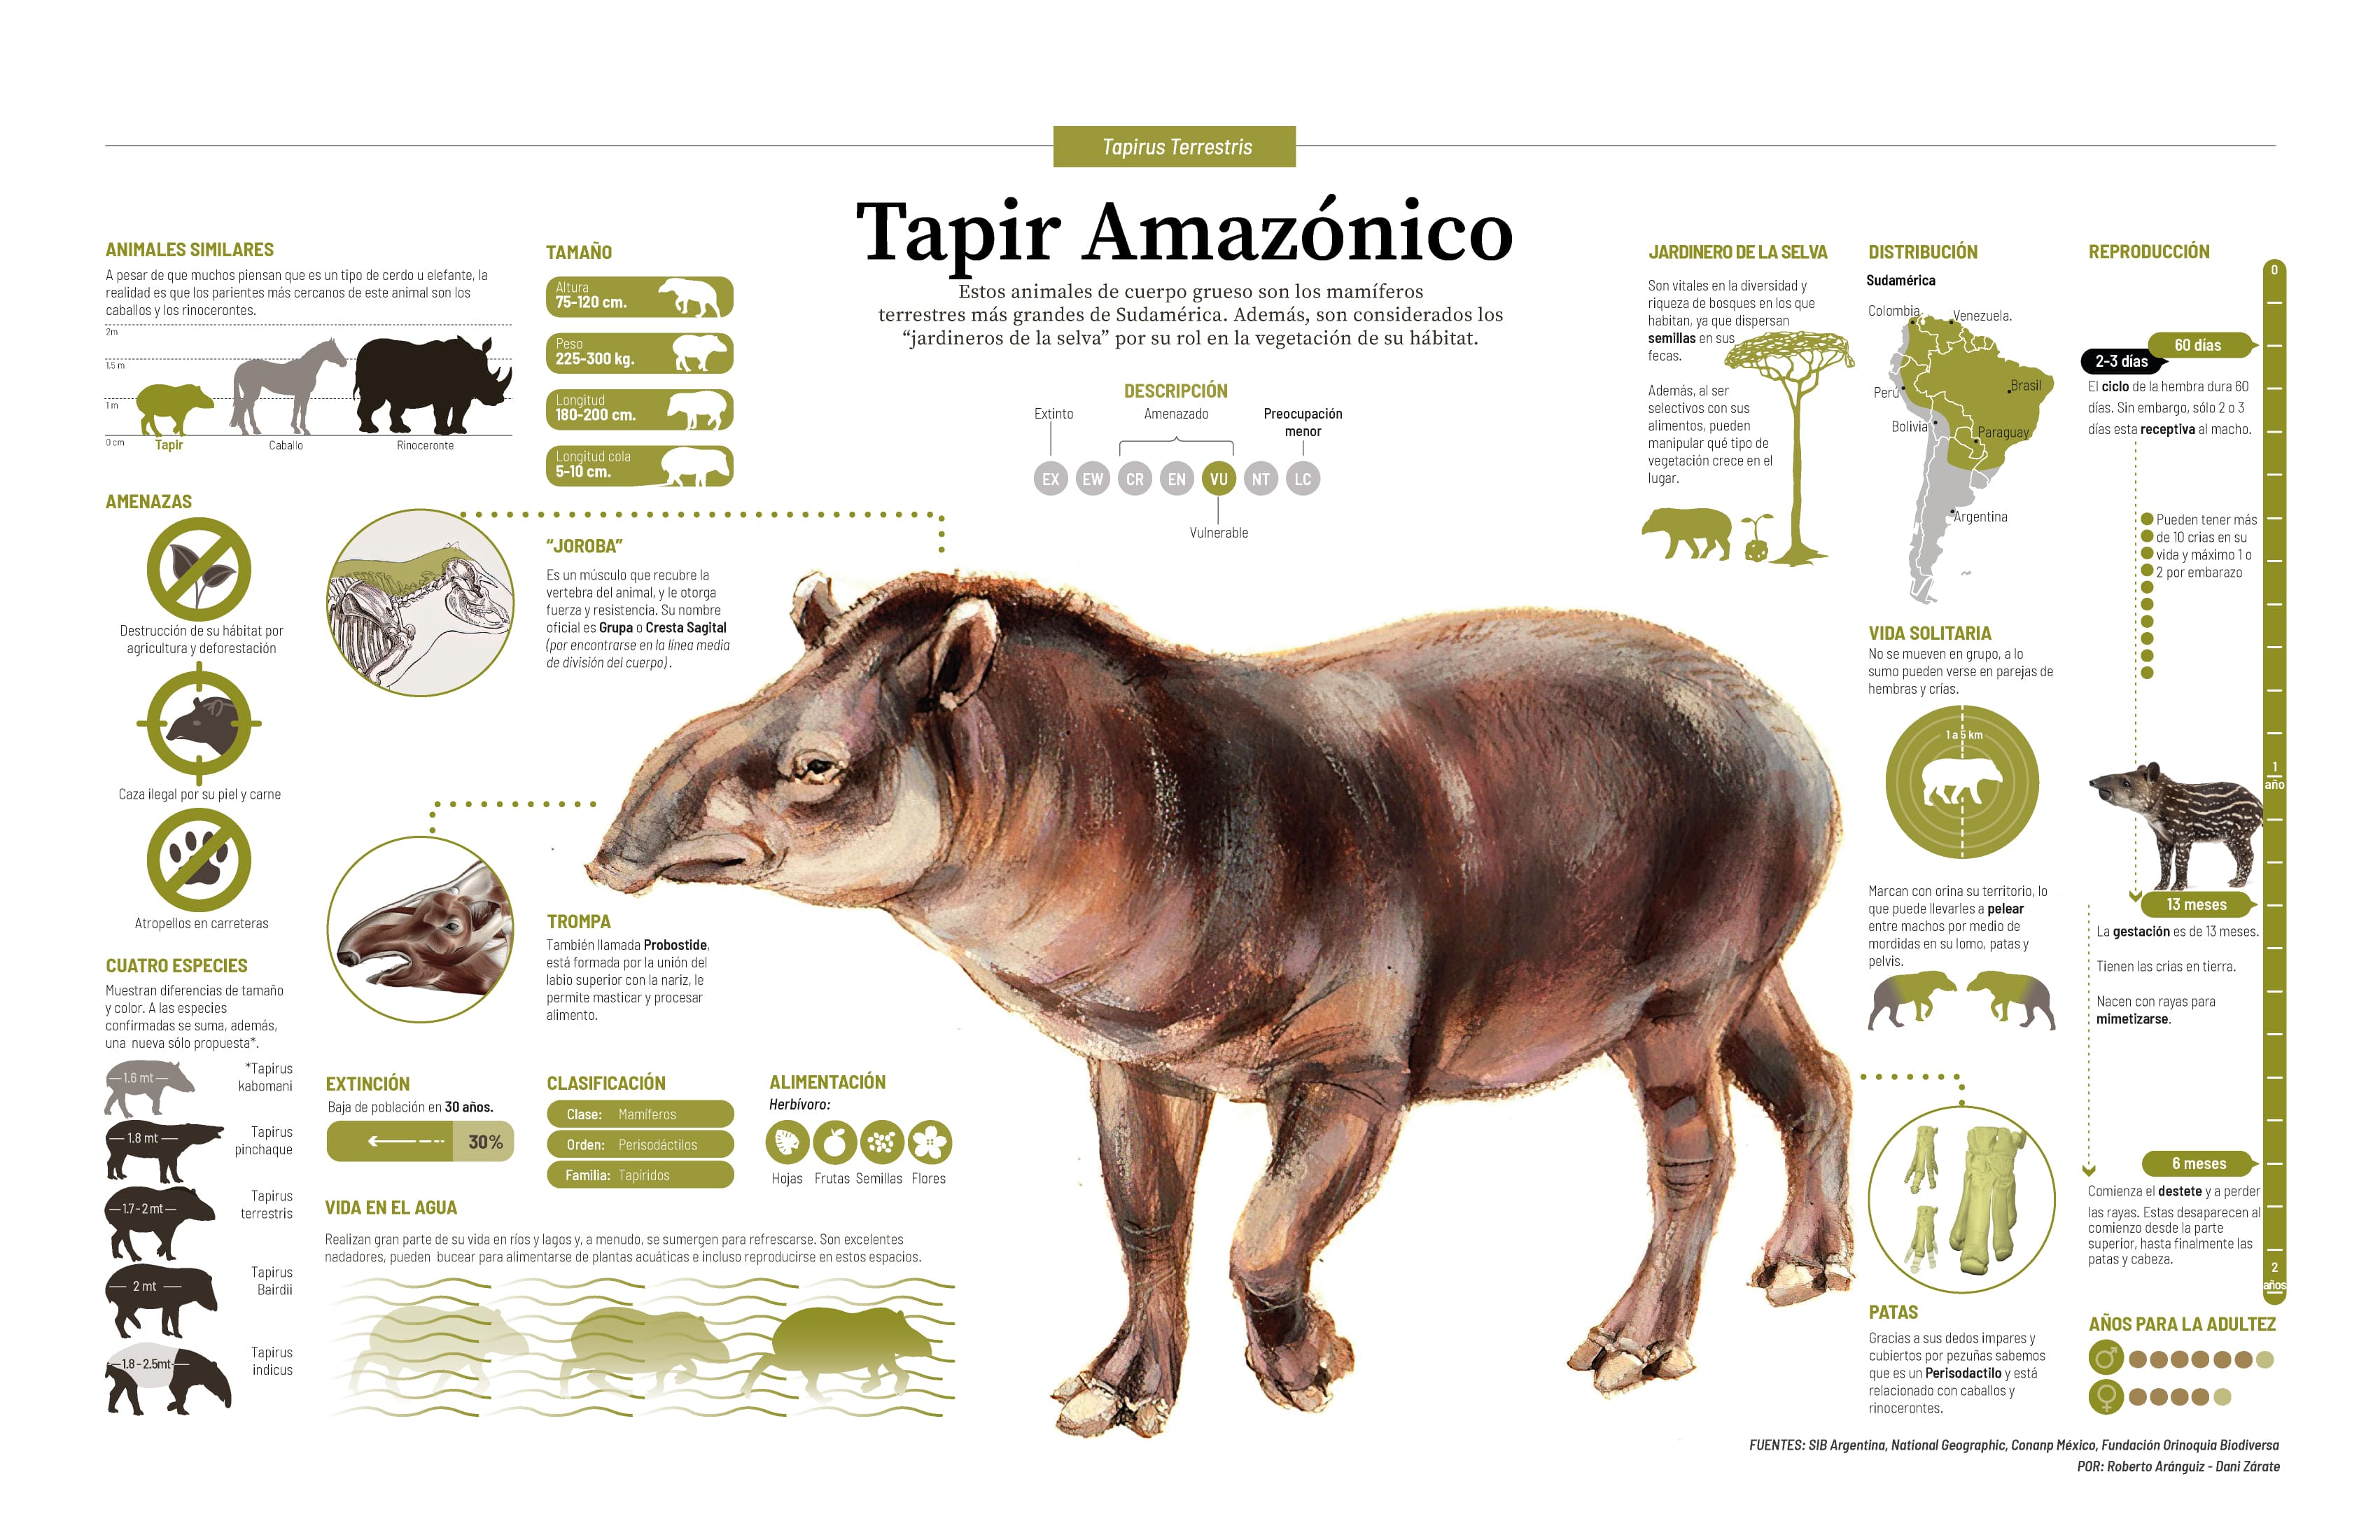 Tapirus Terrestris
Tapir Amazónico
Estos animales de cuerpo grueso son los mamíferos
terrestres más grandes de Sudamérica. Además, son considerados los
“jardineros de la selva” por su rol en la vegetación de su hábitat.
DESCRIPCIÓN
Extinto
Amenazado
Preocupación
menor
EX
EW
CR
EN
VU
NT
LC
Vulnerable
ANIMALES SIMILARES
A pesar de que muchos piensan que es un tipo de cerdo u elefante, la
realidad es que los parientes más cercanos de este animal son los
caballos y los rinocerontes.
2m
1.5 m
1 m
0 cm
Tapir
Caballo
Rinoceronte
TAMAÑO
Altura
75-120 cm.
Peso
225-300 kg.
Longitud
180-200 cm.
Longitud cola
5-10 cm.
AMENAZAS
Destrucción de su hábitat por
agricultura y deforestación
Caza ilegal por su piel y carne
Atropellos en carreteras
“JOROBA”
Es un músculo que recubre la
vertebra del animal, y le otorga
fuerza y resistencia. Su nombre
oficial es Grupa o Cresta Sagital
(por encontrarse en la línea media
de división del cuerpo).
TROMPA
También llamada Probostide,
está formada por la unión del
labio superior con la nariz, le
permite masticar y procesar
alimento.
CUATRO ESPECIES
Muestran diferencias de tamaño
y color. A las especies
confirmadas se suma, además,
una nueva sólo propuesta*.
1.6 mt
*Tapirus
kabomani
1.8 mt
Tapirus
pinchaque
1.7-2 mt
Tapirus
terrestris
2 mt
Tapirus
Bairdii
1.8-2.5mt
Tapirus
indicus
EXTINCIÓN
Baja de población en 30 años.
30%
CLASIFICACIÓN
Clase: Mamíferos
Orden: Perisodáctilos
Familia: Tapíridos
ALIMENTACIÓN
Herbívoro:
Hojas
Frutas
Semillas
Flores
VIDA EN EL AGUA
Realizan gran parte de su vida en ríos y lagos y, a menudo, se sumergen para refrescarse. Son excelentes
nadadores, pueden bucear para alimentarse de plantas acuáticas e incluso reproducirse en estos espacios.
JARDINERO DE LA SELVA
Son vitales en la diversidad y
riqueza de bosques en los que
habitan, ya que dispersan
semillas en sus
fecas.
Además, al ser
selectivos con sus
alimentos, pueden
manipular qué tipo de
vegetación crece en el
lugar.
DISTRIBUCIÓN
Sudamérica
Colombia
Venezuela.
Perú
Brasil
Bolivia
Paraguay
Argentina
VIDA SOLITARIA
No se mueven en grupo, a lo
sumo pueden verse en parejas de
hembras y crías.
1 a 5 km
Marcan con orina su territorio, lo
que puede llevarles a pelear
entre machos por medio de
mordidas en su lomo, patas y
pelvis.
PATAS
Gracias a sus dedos impares y
cubiertos por pezuñas sabemos
que es un Perisodactilo y está
relacionado con caballos y
rinocerontes.
REPRODUCCIÓN
0
60 días
2-3 días
El ciclo de la hembra dura 60
días. Sin embargo, sólo 2 o 3
días esta receptiva al macho.
Pueden tener más
de 10 crias en su
vida y máximo 1 o
2 por embarazo
1
año
13 meses
La gestación es de 13 meses.
Tienen las crias en tierra.
Nacen con rayas para
mimetizarse.
6 meses
Comienza el destete y a perder
las rayas. Estas desaparecen al
comienzo desde la parte
superior, hasta finalmente las
patas y cabeza.
2
años
AÑOS PARA LA ADULTEZ
FUENTES: SIB Argentina, National Geographic, Conanp México, Fundación Orinoquia Biodiversa
POR: Roberto Aránguiz - Dani Zárate